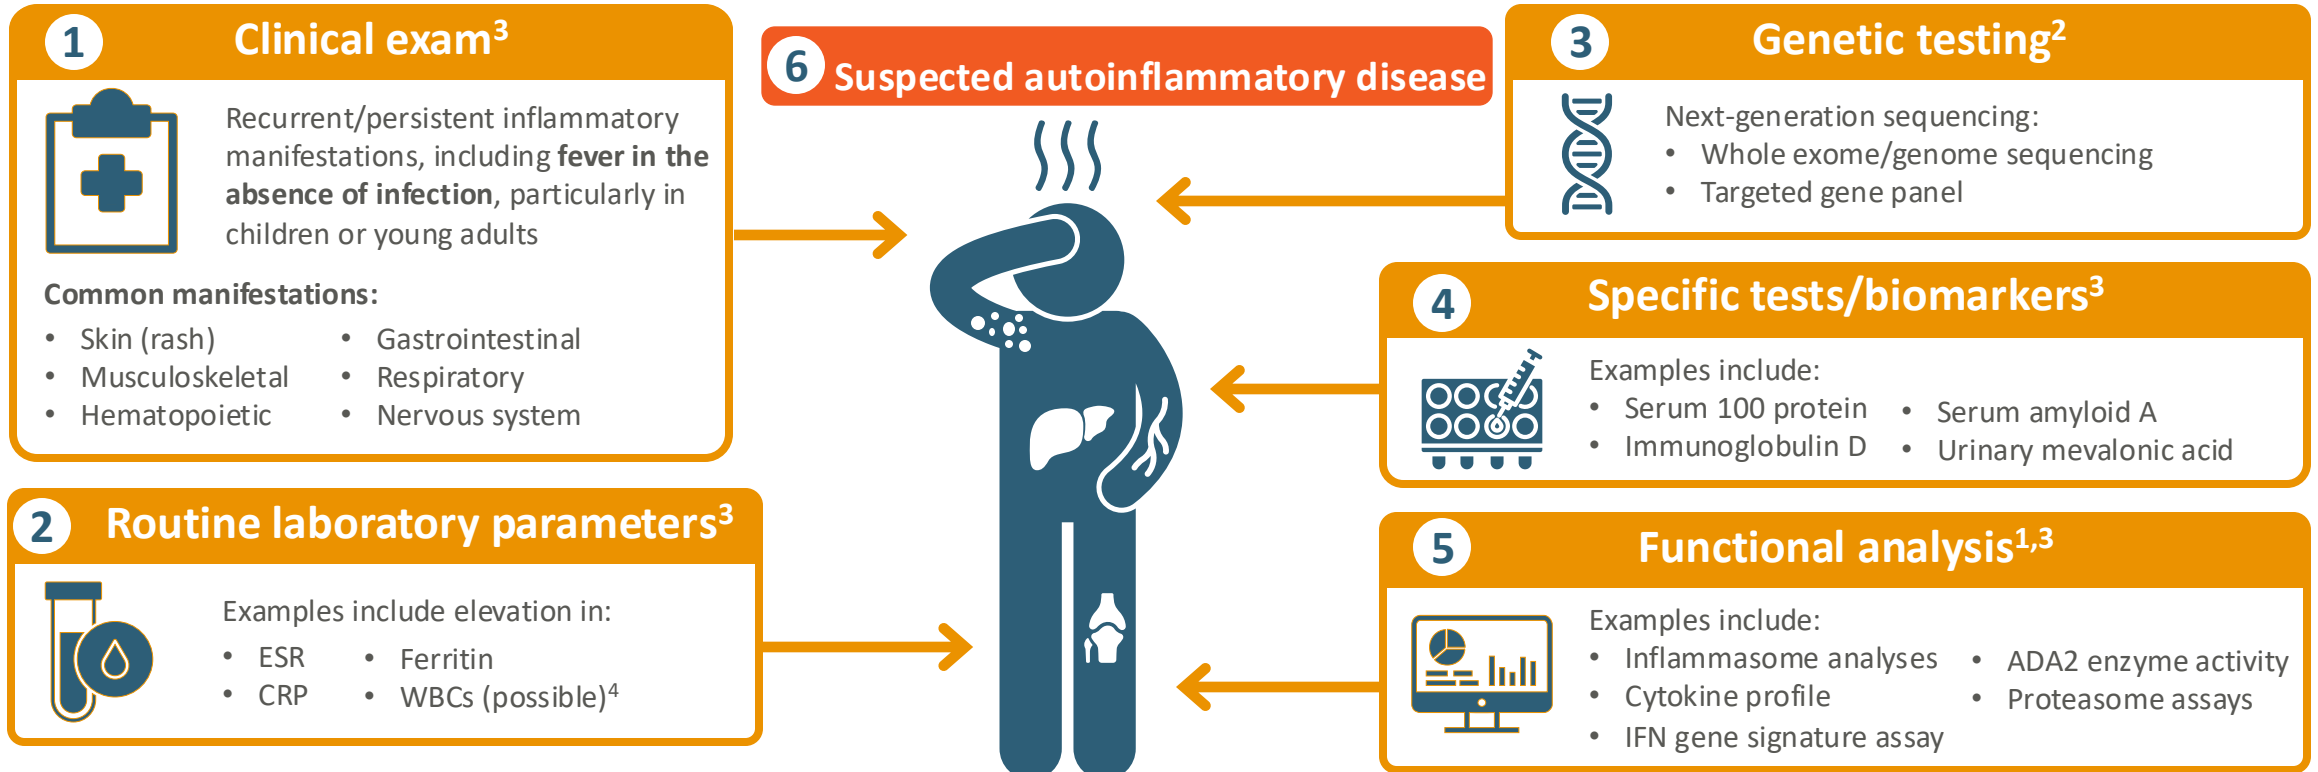 1
Clinical exam³
Recurrent/persistent inflammatory
manifestations, including fever in the
absence of infection, particularly in
children or young adults
Common manifestations:
• Skin (rash)
• Musculoskeletal
• Hematopoietic
• Gastrointestinal
• Respiratory
• Nervous system
2
Routine laboratory parameters³
Examples include elevation in:
• ESR
• CRP
• Ferritin
• WBCs (possible)⁴
6
Suspected autoinflammatory disease
3
Genetic testing²
Next-generation sequencing:
• Whole exome/genome sequencing
• Targeted gene panel
4
Specific tests/biomarkers³
Examples include:
• Serum 100 protein
• Immunoglobulin D
• Serum amyloid A
• Urinary mevalonic acid
5
Functional analysis¹,³
Examples include:
• Inflammasome analyses
• Cytokine profile
• IFN gene signature assay
• ADA2 enzyme activity
• Proteasome assays